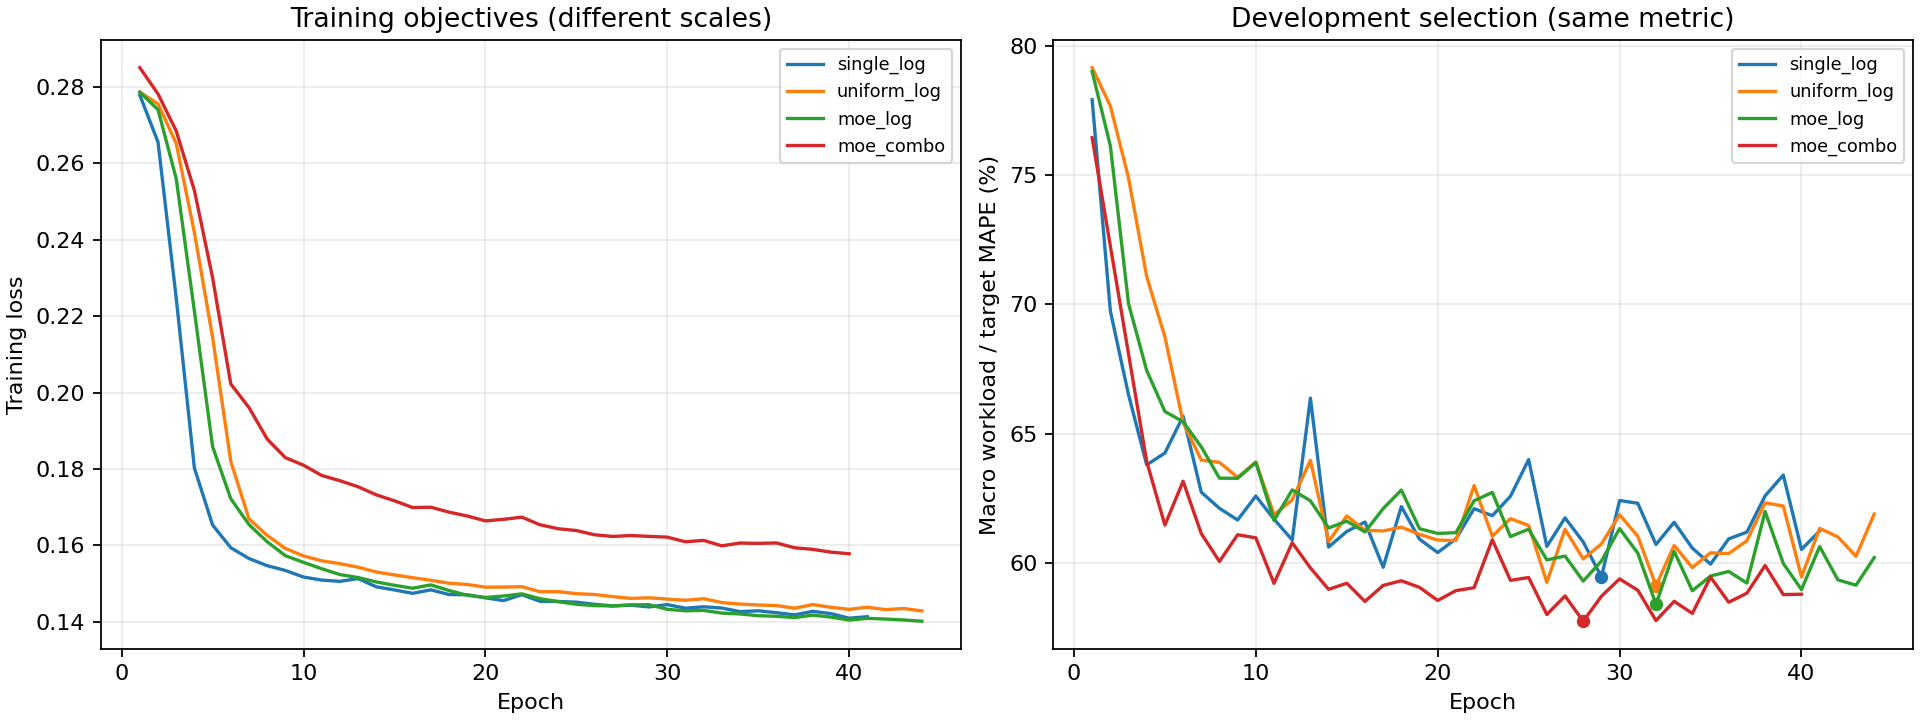 Training objectives (different scales)
Training loss
0.28
0.26
0.24
0.22
0.20
0.18
0.16
0.14
0
10
20
30
40
Epoch
single_log
uniform_log
moe_log
moe_combo
Development selection (same metric)
Macro workload / target MAPE (%)
80
75
70
65
60
0
10
20
30
40
Epoch
single_log
uniform_log
moe_log
moe_combo